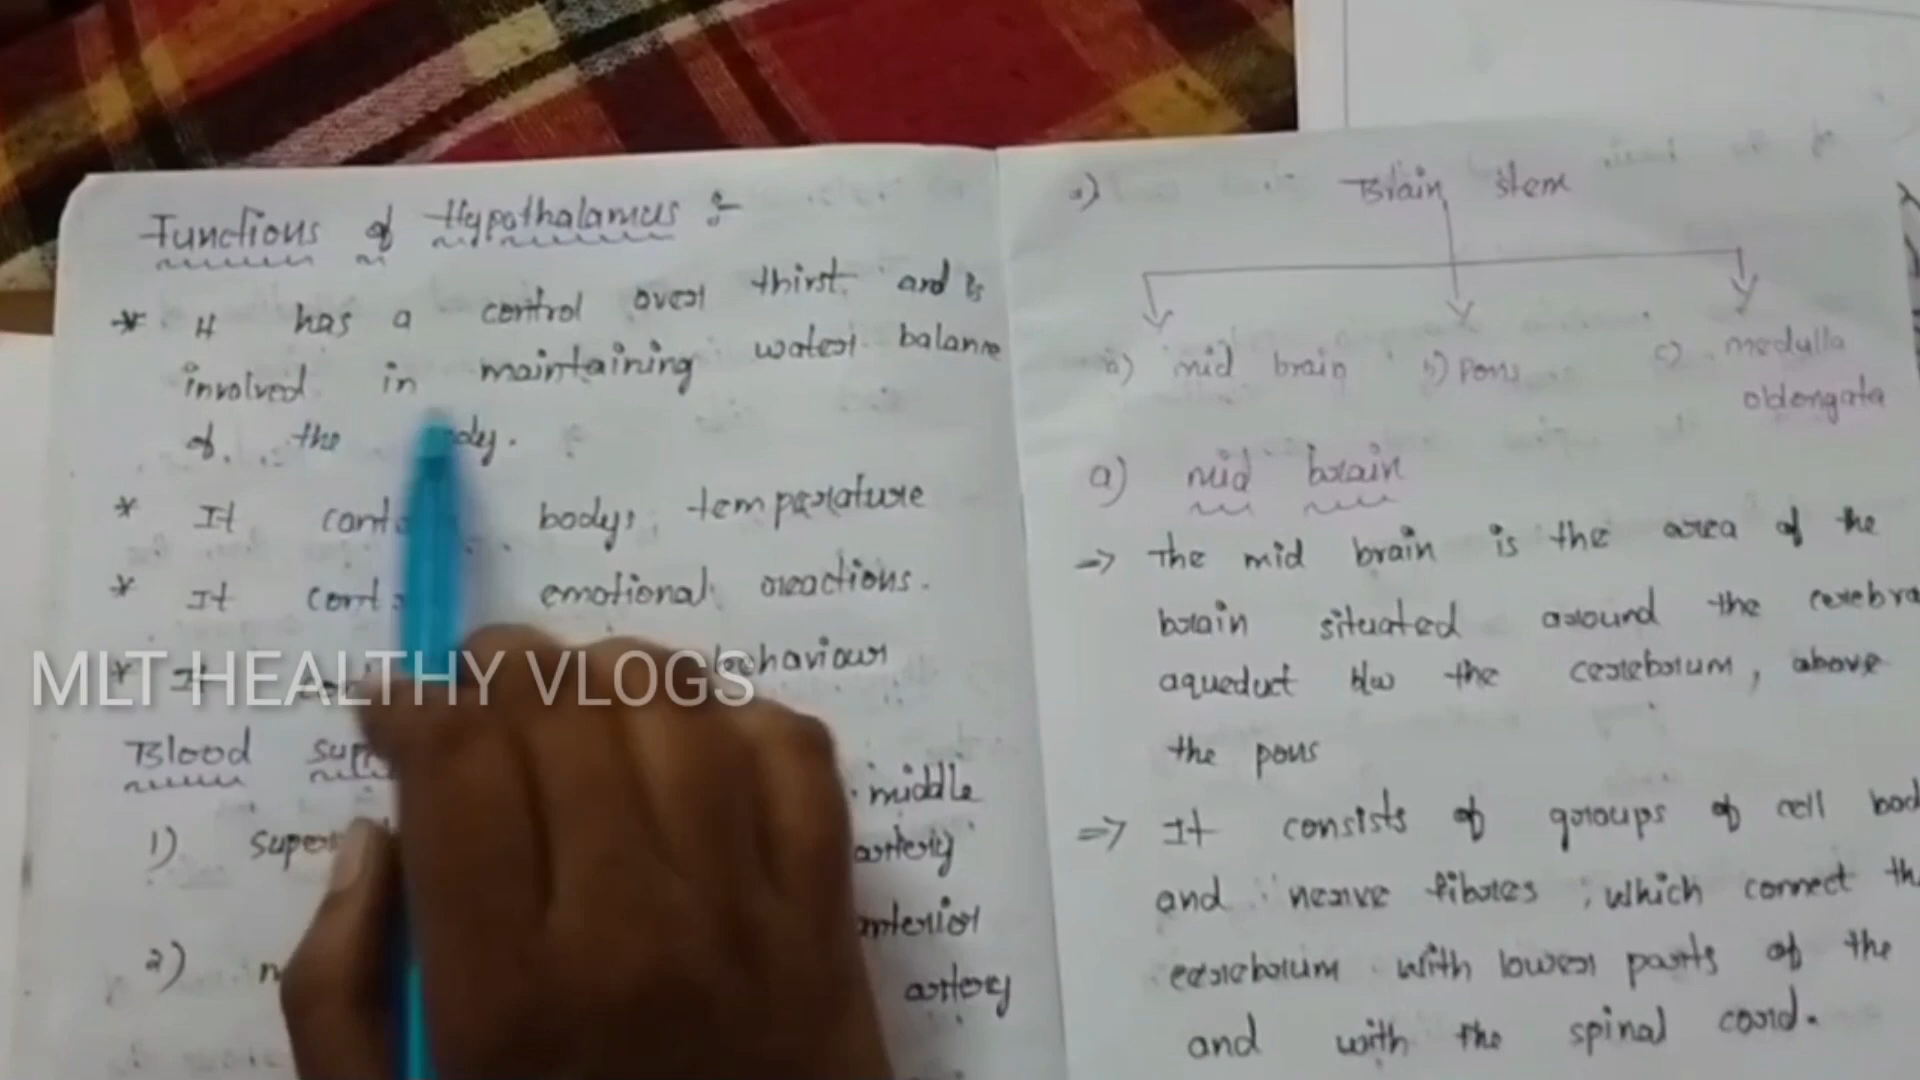 Functions of Hypothalamus :-
* It has a control over thirst and is
involved in maintaining water balance
of the body.
* It body temperature
* It emotional reactions.
* It behaviour
MLT HEALTHY VLOGS
Blood
1) middle
artery
2)
artery
2) Brain stem
a) mid brain b) Pons c) medulla
oblongata
a) mid brain
=> The mid brain is the area of the
brain situated around the
aqueduct b/w the cerebrum, above
the pons
=> It consists of groups of cell
and nerve fibres, which connect
cerebrum with lower parts of the
and with the spinal cord.